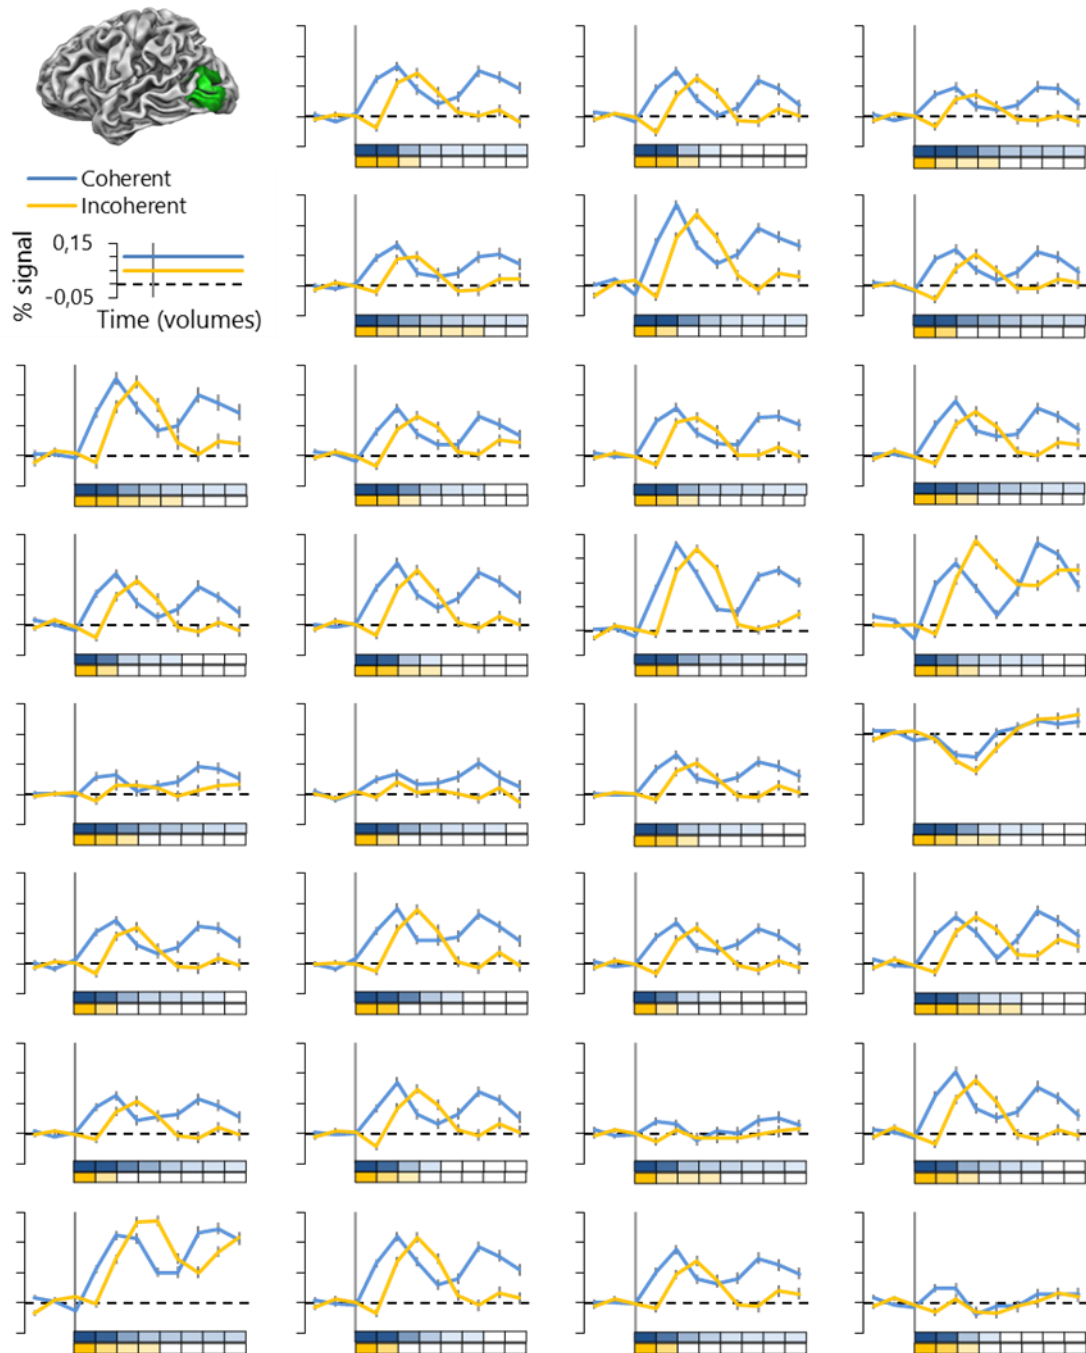 Coherent
Incoherent
% signal
0,15
-0,05
Time (volumes)